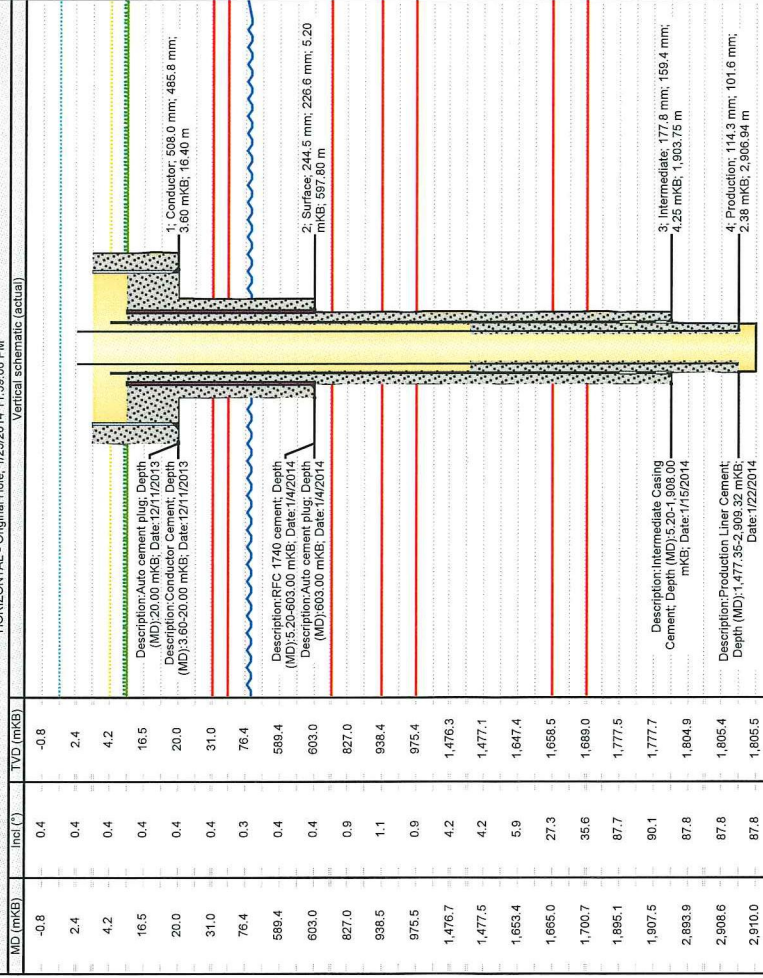 HORIZONTAL - Original Hole, 1/28/2014 11:59:00 PM
MD (mKB) Incl (°) TVD (mKB) Vertical schematic (actual)
-0.8 0.4 -0.8
2.4 0.4 2.4
4.2 0.4 4.2
16.5 0.4 16.5
20.0 0.4 20.0
31.0 0.4 31.0
76.4 0.3 76.4
589.4 0.4 589.4
603.0 0.4 603.0
827.0 0.9 827.0
938.5 1.1 938.4
975.5 0.9 975.4
1,476.7 4.2 1,476.3
1,477.5 4.2 1,477.1
1,653.4 5.9 1,647.4
1,665.0 27.3 1,658.5
1,700.7 35.6 1,689.0
1,895.1 87.7 1,777.5
1,907.5 90.1 1,777.7
2,893.9 87.8 1,804.9
2,908.6 87.8 1,805.4
2,910.0 87.8 1,805.5
Description:Auto cement plug; Depth
(MD):20.00 mKB; Date:12/11/2013
Description:Conductor Cement; Depth
(MD):3.60-20.00 mKB; Date:12/11/2013
Description:RFC 1740 cement; Depth
(MD):5.20-603.00 mKB; Date:1/4/2014
Description:Auto cement plug; Depth
(MD):603.00 mKB; Date:1/4/2014
Description:Intermediate Casing
Cement; Depth (MD):5.20-1,908.00
mKB; Date:1/15/2014
Description:Production Liner Cement;
Depth (MD):1,477.35-2,909.32 mKB;
Date:1/22/2014
1; Conductor; 508.0 mm; 485.8 mm;
3.60 mKB; 16.40 m
2; Surface; 244.5 mm; 226.6 mm; 5.20
mKB; 597.80 m
3; Intermediate; 177.8 mm; 159.4 mm;
4.25 mKB; 1,903.75 m
4; Production; 114.3 mm; 101.6 mm;
2.38 mKB; 2,906.94 m